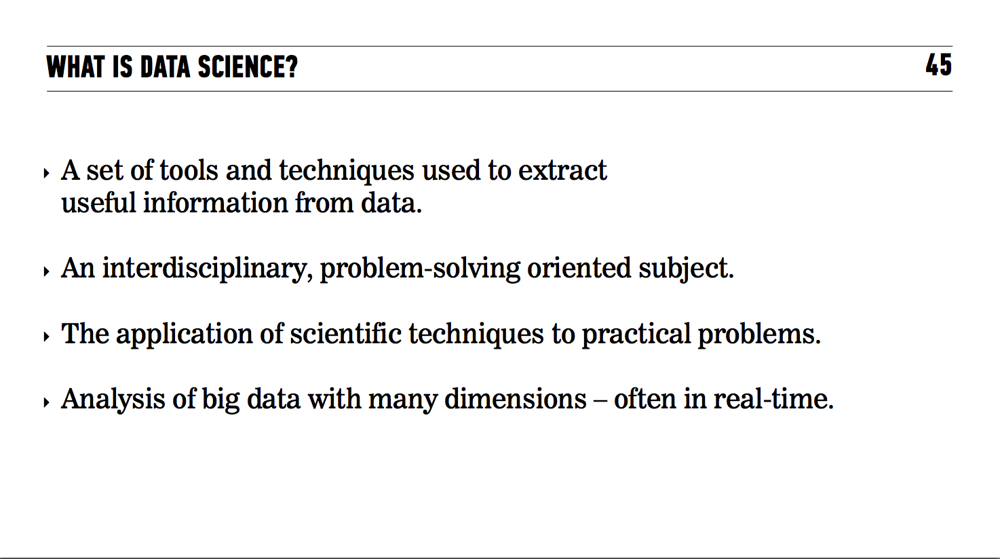 WHAT IS DATA SCIENCE? 45
‣ A set of tools and techniques used to extract
useful information from data.
‣ An interdisciplinary, problem-solving oriented subject.
‣ The application of scientific techniques to practical problems.
‣ Analysis of big data with many dimensions – often in real-time.